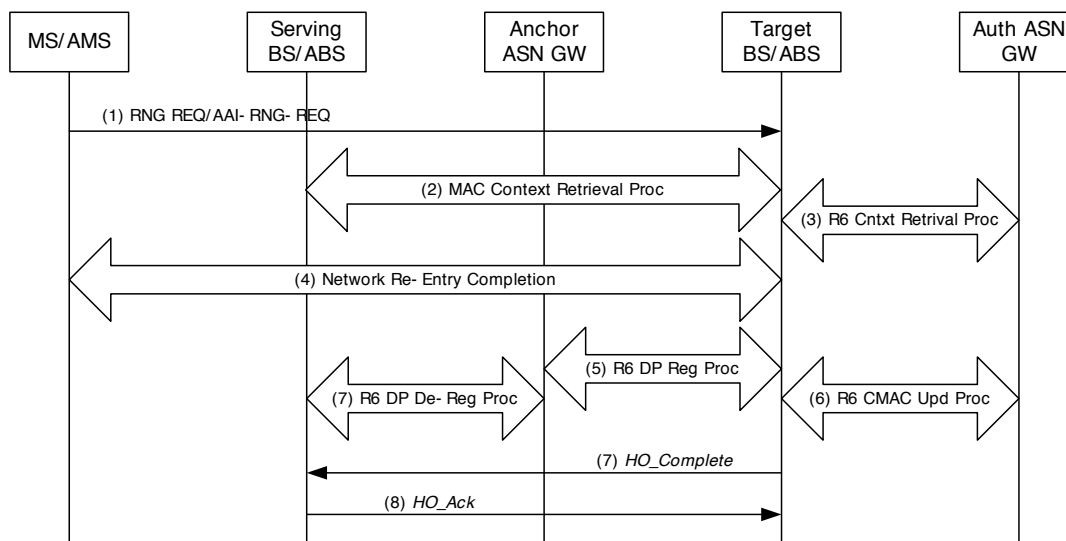 MS/AMS
Serving
BS/ABS
Anchor
ASN GW
Target
BS/ABS
Auth ASN
GW
(1) RNG REQ/AAI- RNG- REQ
(2) MAC Context Retrieval Proc
(3) R6 Cntxt Retrival Proc
(4) Network Re- Entry Completion
(5) R6 DP Reg Proc
(7) R6 DP De- Reg Proc
(6) R6 CMAC Upd Proc
(7) HO_Complete
(8) HO_Ack